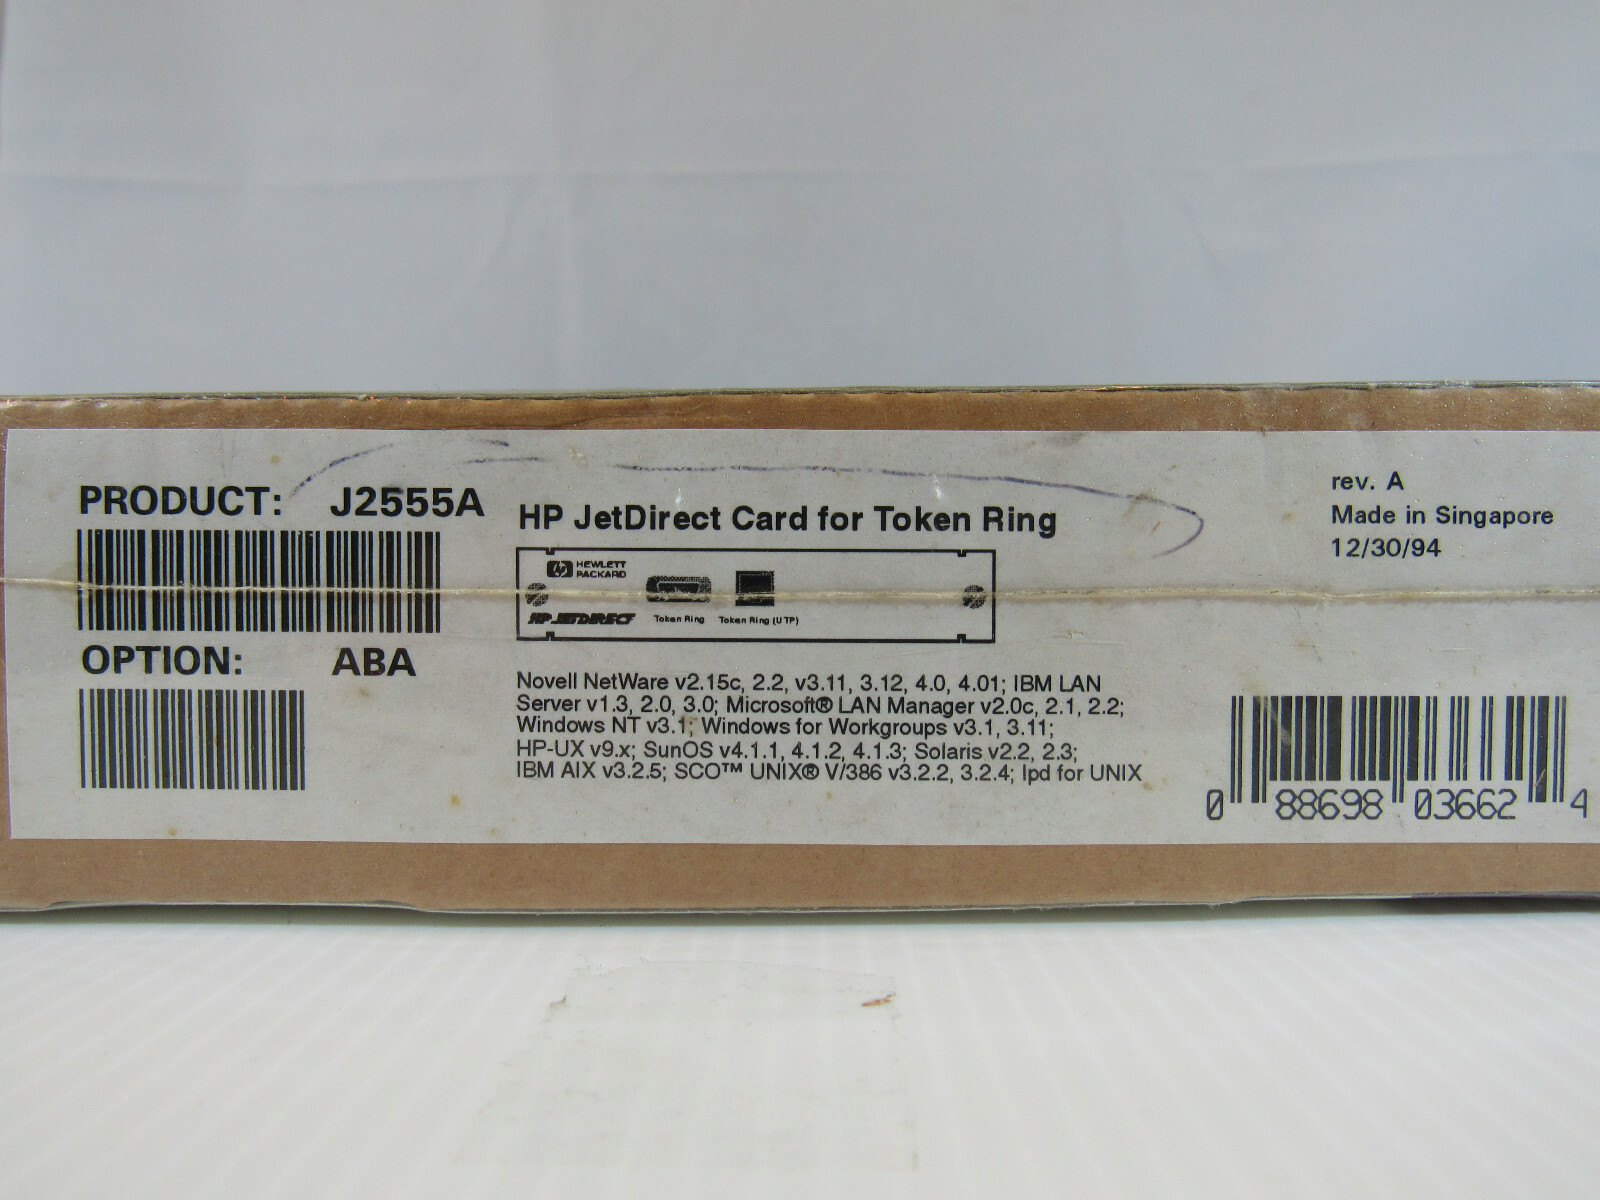 PRODUCT: J2555A
OPTION: ABA
HP JetDirect Card for Token Ring
hp HEWLETT
PACKARD
HP JETDIRECT
Token Ring
Token Ring (UTP)
Novell NetWare v2.15c, 2.2, v3.11, 3.12, 4.0, 4.01; IBM LAN
Server v1.3, 2.0, 3.0; Microsoft® LAN Manager v2.0c, 2.1, 2.2;
Windows NT v3.1; Windows for Workgroups v3.1, 3.11;
HP-UX v9.x; SunOS v4.1.1, 4.1.2, 4.1.3; Solaris v2.2, 2.3;
IBM AIX v3.2.5; SCO™ UNIX® V/386 v3.2.2, 3.2.4; lpd for UNIX
rev. A
Made in Singapore
12/30/94
0 88698 03662 4